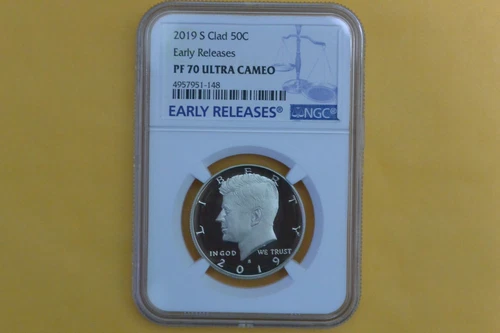 2019 S Clad 50C
Early Releases
PF 70 ULTRA CAMEO
4957951-148
EARLY RELEASES® NGC®
LIBERTY
IN GOD WE TRUST
S
2019